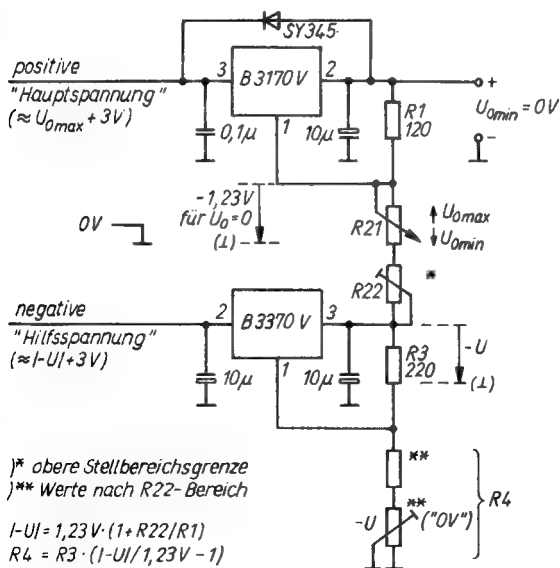 SY345
positive
"Hauptspannung"
(≈U0max+3V)
3
B3170V
2
1
0,1µ
10µ
R1
120
+
U0min=0V
-
-1,23V
für U0=0
(⊥)
0V
R21
U0max
U0min
R22
*
negative
"Hilfsspannung"
(≈|-U|+3V)
2
B3370V
3
1
10µ
10µ
R3
220
-U
(⊥)
)* obere Stellbereichsgrenze
)** Werte nach R22-Bereich
|-U|=1,23V·(1+R22/R1)
R4 = R3·(|-U|/1,23V-1)
**
**
-U
("0V")
R4